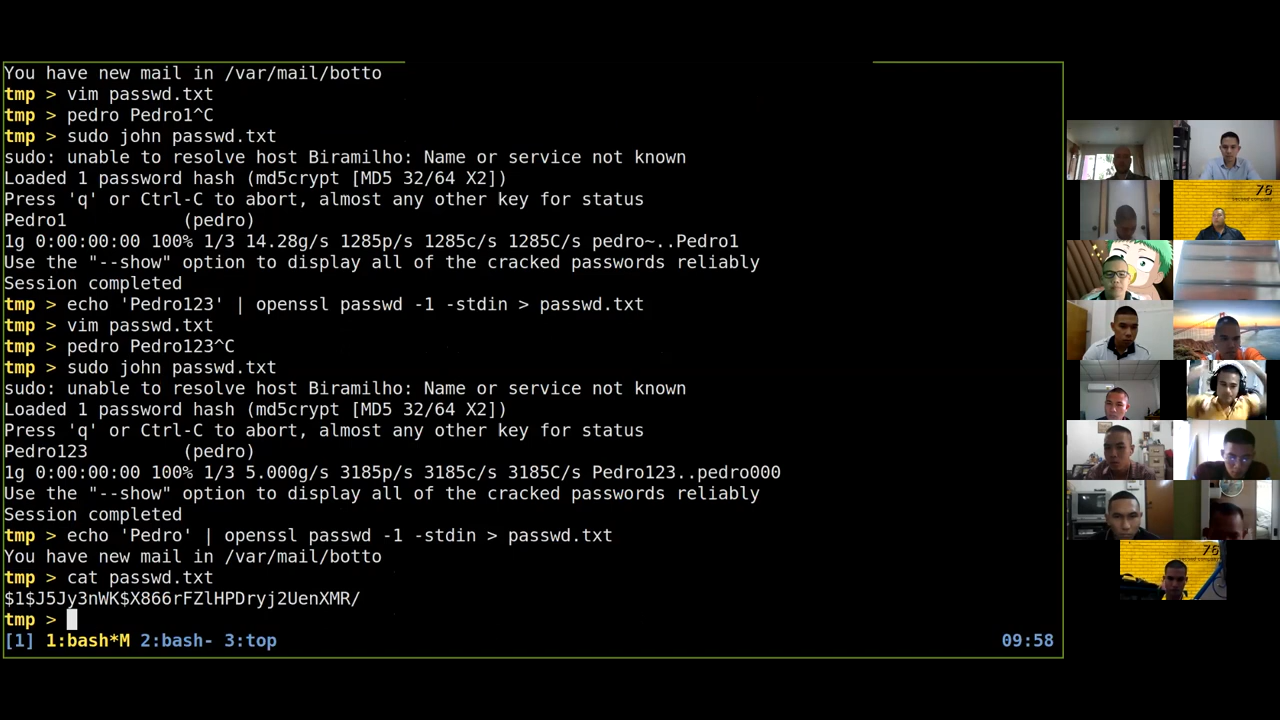 You have new mail in /var/mail/botto
tmp > vim passwd.txt
tmp > pedro Pedro1^C
tmp > sudo john passwd.txt
sudo: unable to resolve host Biramilho: Name or service not known
Loaded 1 password hash (md5crypt [MD5 32/64 X2])
Press 'q' or Ctrl-C to abort, almost any other key for status
Pedro1 (pedro)
1g 0:00:00:00 100% 1/3 14.28g/s 1285p/s 1285c/s 1285C/s pedro~..Pedro1
Use the "--show" option to display all of the cracked passwords reliably
Session completed
tmp > echo 'Pedro123' | openssl passwd -1 -stdin > passwd.txt
tmp > vim passwd.txt
tmp > pedro Pedro123^C
tmp > sudo john passwd.txt
sudo: unable to resolve host Biramilho: Name or service not known
Loaded 1 password hash (md5crypt [MD5 32/64 X2])
Press 'q' or Ctrl-C to abort, almost any other key for status
Pedro123 (pedro)
1g 0:00:00:00 100% 1/3 5.000g/s 3185p/s 3185c/s 3185C/s Pedro123..pedro000
Use the "--show" option to display all of the cracked passwords reliably
Session completed
tmp > echo 'Pedro' | openssl passwd -1 -stdin > passwd.txt
You have new mail in /var/mail/botto
tmp > cat passwd.txt
$1$J5Jy3nWK$X866rFZlHPDryj2UenXMR/
tmp >
[1] 1:bash*M 2:bash- 3:top 09:58
76
76